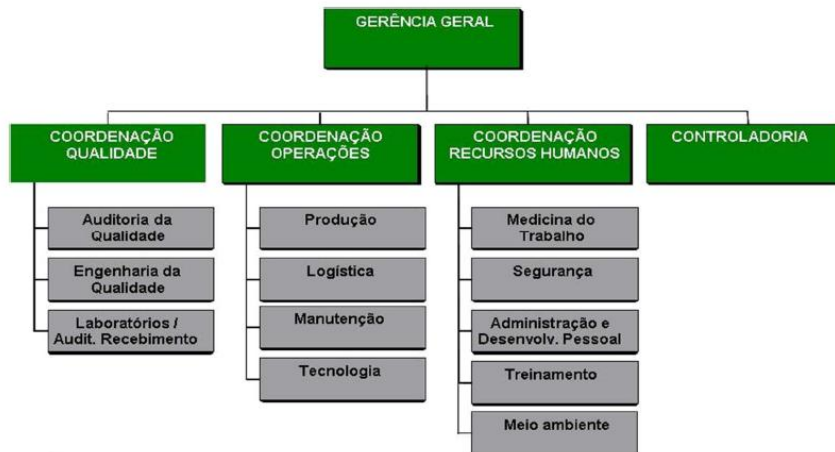 GERÊNCIA GERAL
COORDENAÇÃO
QUALIDADE
COORDENAÇÃO
OPERAÇÕES
COORDENAÇÃO
RECURSOS HUMANOS
CONTROLADORIA
Auditoria da
Qualidade
Engenharia da
Qualidade
Laboratórios /
Audit. Recebimento
Produção
Logística
Manutenção
Tecnologia
Medicina do
Trabalho
Segurança
Administração e
Desenvolv. Pessoal
Treinamento
Meio ambiente